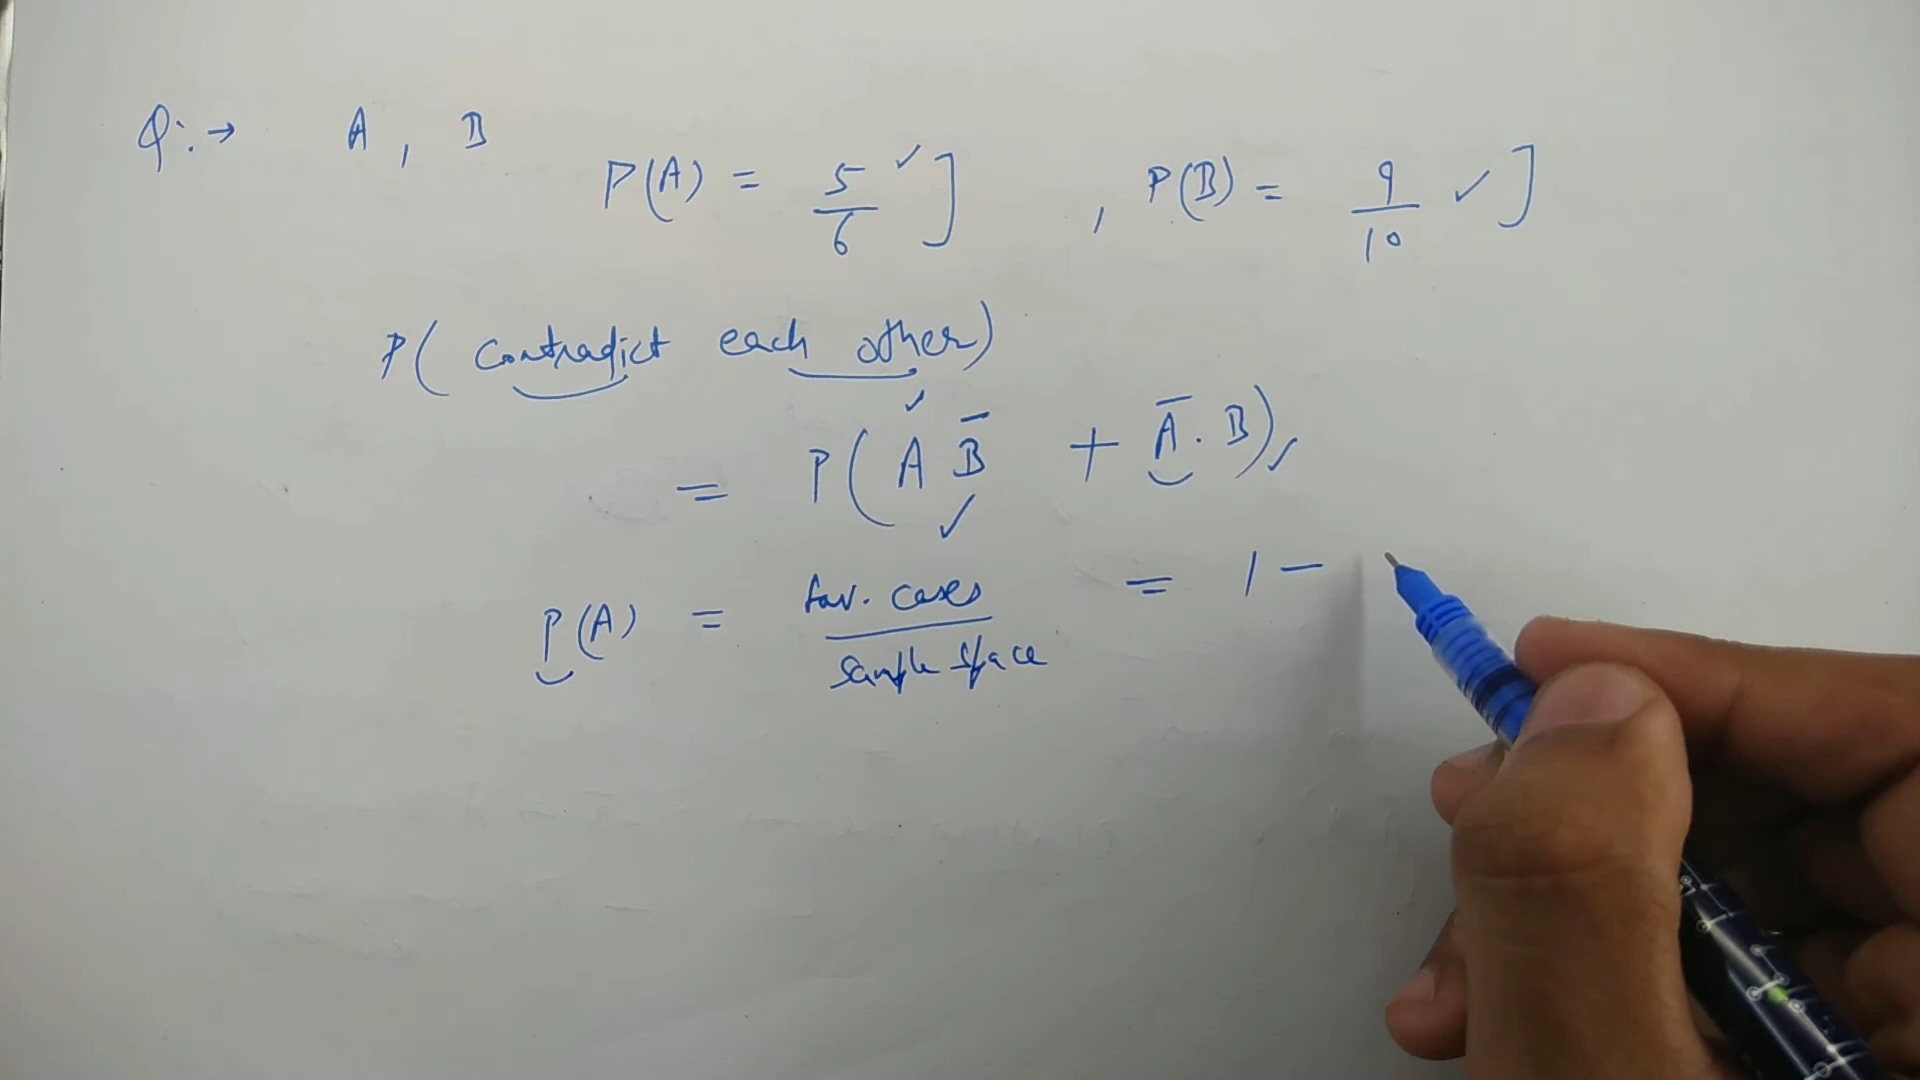 Q:→ A, B P(A) = 5/6 ✓] , P(B) = 9/10 ✓]
P( contradict each other)
= P( A B̅ + A̅ . B)
P(A) = fav. cases / sample space = 1 -